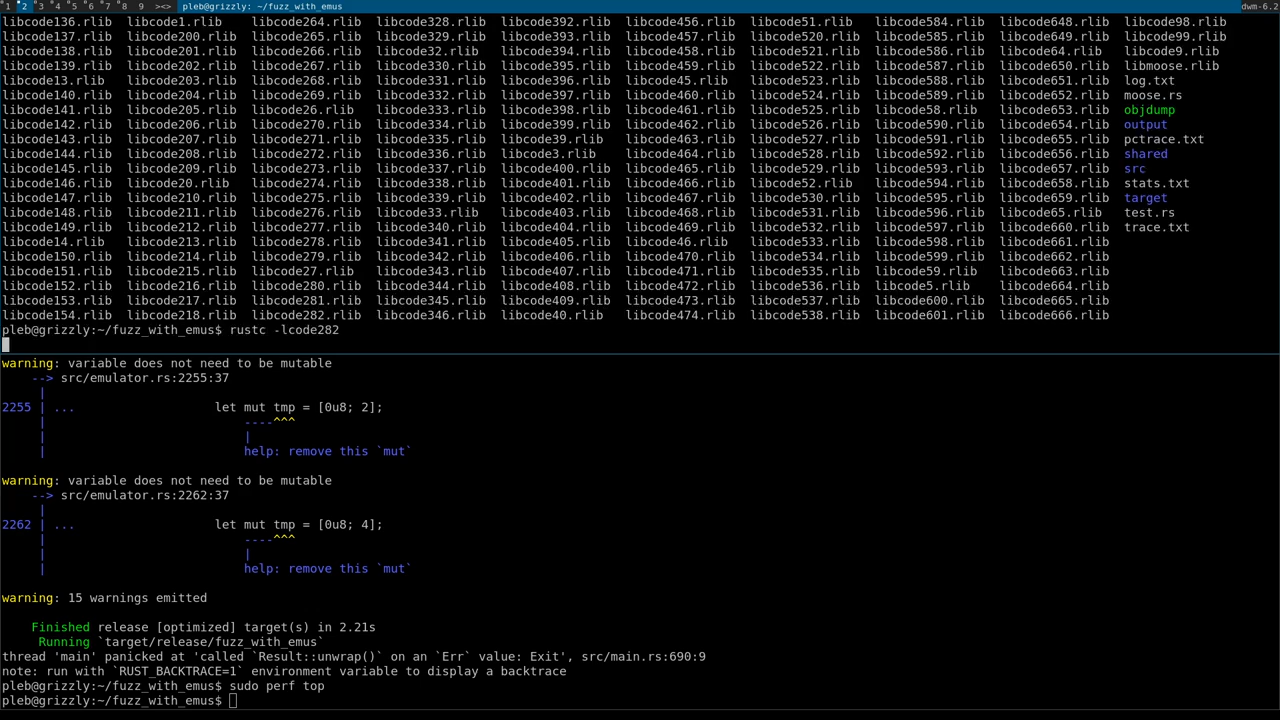 1 2 3 4 5 6 7 8 9 ><> pleb@grizzly: ~/fuzz_with_emus dwm-6.2
libcode136.rlib libcode1.rlib libcode264.rlib libcode328.rlib libcode392.rlib libcode456.rlib libcode51.rlib libcode584.rlib libcode648.rlib libcode98.rlib
libcode137.rlib libcode200.rlib libcode265.rlib libcode329.rlib libcode393.rlib libcode457.rlib libcode520.rlib libcode585.rlib libcode649.rlib libcode99.rlib
libcode138.rlib libcode201.rlib libcode266.rlib libcode32.rlib libcode394.rlib libcode458.rlib libcode521.rlib libcode586.rlib libcode64.rlib libcode9.rlib
libcode139.rlib libcode202.rlib libcode267.rlib libcode330.rlib libcode395.rlib libcode459.rlib libcode522.rlib libcode587.rlib libcode650.rlib libmoose.rlib
libcode13.rlib libcode203.rlib libcode268.rlib libcode331.rlib libcode396.rlib libcode45.rlib libcode523.rlib libcode588.rlib libcode651.rlib log.txt
libcode140.rlib libcode204.rlib libcode269.rlib libcode332.rlib libcode397.rlib libcode460.rlib libcode524.rlib libcode589.rlib libcode652.rlib moose.rs
libcode141.rlib libcode205.rlib libcode26.rlib libcode333.rlib libcode398.rlib libcode461.rlib libcode525.rlib libcode58.rlib libcode653.rlib objdump
libcode142.rlib libcode206.rlib libcode270.rlib libcode334.rlib libcode399.rlib libcode462.rlib libcode526.rlib libcode590.rlib libcode654.rlib output
libcode143.rlib libcode207.rlib libcode271.rlib libcode335.rlib libcode39.rlib libcode463.rlib libcode527.rlib libcode591.rlib libcode655.rlib pctrace.txt
libcode144.rlib libcode208.rlib libcode272.rlib libcode336.rlib libcode3.rlib libcode464.rlib libcode528.rlib libcode592.rlib libcode656.rlib shared
libcode145.rlib libcode209.rlib libcode273.rlib libcode337.rlib libcode400.rlib libcode465.rlib libcode529.rlib libcode593.rlib libcode657.rlib src
libcode146.rlib libcode20.rlib libcode274.rlib libcode338.rlib libcode401.rlib libcode466.rlib libcode52.rlib libcode594.rlib libcode658.rlib stats.txt
libcode147.rlib libcode210.rlib libcode275.rlib libcode339.rlib libcode402.rlib libcode467.rlib libcode530.rlib libcode595.rlib libcode659.rlib target
libcode148.rlib libcode211.rlib libcode276.rlib libcode33.rlib libcode403.rlib libcode468.rlib libcode531.rlib libcode596.rlib libcode65.rlib test.rs
libcode149.rlib libcode212.rlib libcode277.rlib libcode340.rlib libcode404.rlib libcode469.rlib libcode532.rlib libcode597.rlib libcode660.rlib trace.txt
libcode14.rlib libcode213.rlib libcode278.rlib libcode341.rlib libcode405.rlib libcode46.rlib libcode533.rlib libcode598.rlib libcode661.rlib
libcode150.rlib libcode214.rlib libcode279.rlib libcode342.rlib libcode406.rlib libcode470.rlib libcode534.rlib libcode599.rlib libcode662.rlib
libcode151.rlib libcode215.rlib libcode27.rlib libcode343.rlib libcode407.rlib libcode471.rlib libcode535.rlib libcode59.rlib libcode663.rlib
libcode152.rlib libcode216.rlib libcode280.rlib libcode344.rlib libcode408.rlib libcode472.rlib libcode536.rlib libcode5.rlib libcode664.rlib
libcode153.rlib libcode217.rlib libcode281.rlib libcode345.rlib libcode409.rlib libcode473.rlib libcode537.rlib libcode600.rlib libcode665.rlib
libcode154.rlib libcode218.rlib libcode282.rlib libcode346.rlib libcode40.rlib libcode474.rlib libcode538.rlib libcode601.rlib libcode666.rlib
pleb@grizzly:~/fuzz_with_emus$ rustc -lcode282
warning: variable does not need to be mutable
--> src/emulator.rs:2255:37
|
2255 | ... let mut tmp = [0u8; 2];
| ----^^^
| |
| help: remove this `mut`
warning: variable does not need to be mutable
--> src/emulator.rs:2262:37
|
2262 | ... let mut tmp = [0u8; 4];
| ----^^^
| |
| help: remove this `mut`
warning: 15 warnings emitted
Finished release [optimized] target(s) in 2.21s
Running `target/release/fuzz_with_emus`
thread 'main' panicked at 'called `Result::unwrap()` on an `Err` value: Exit', src/main.rs:690:9
note: run with `RUST_BACKTRACE=1` environment variable to display a backtrace
pleb@grizzly:~/fuzz_with_emus$ sudo perf top
pleb@grizzly:~/fuzz_with_emus$